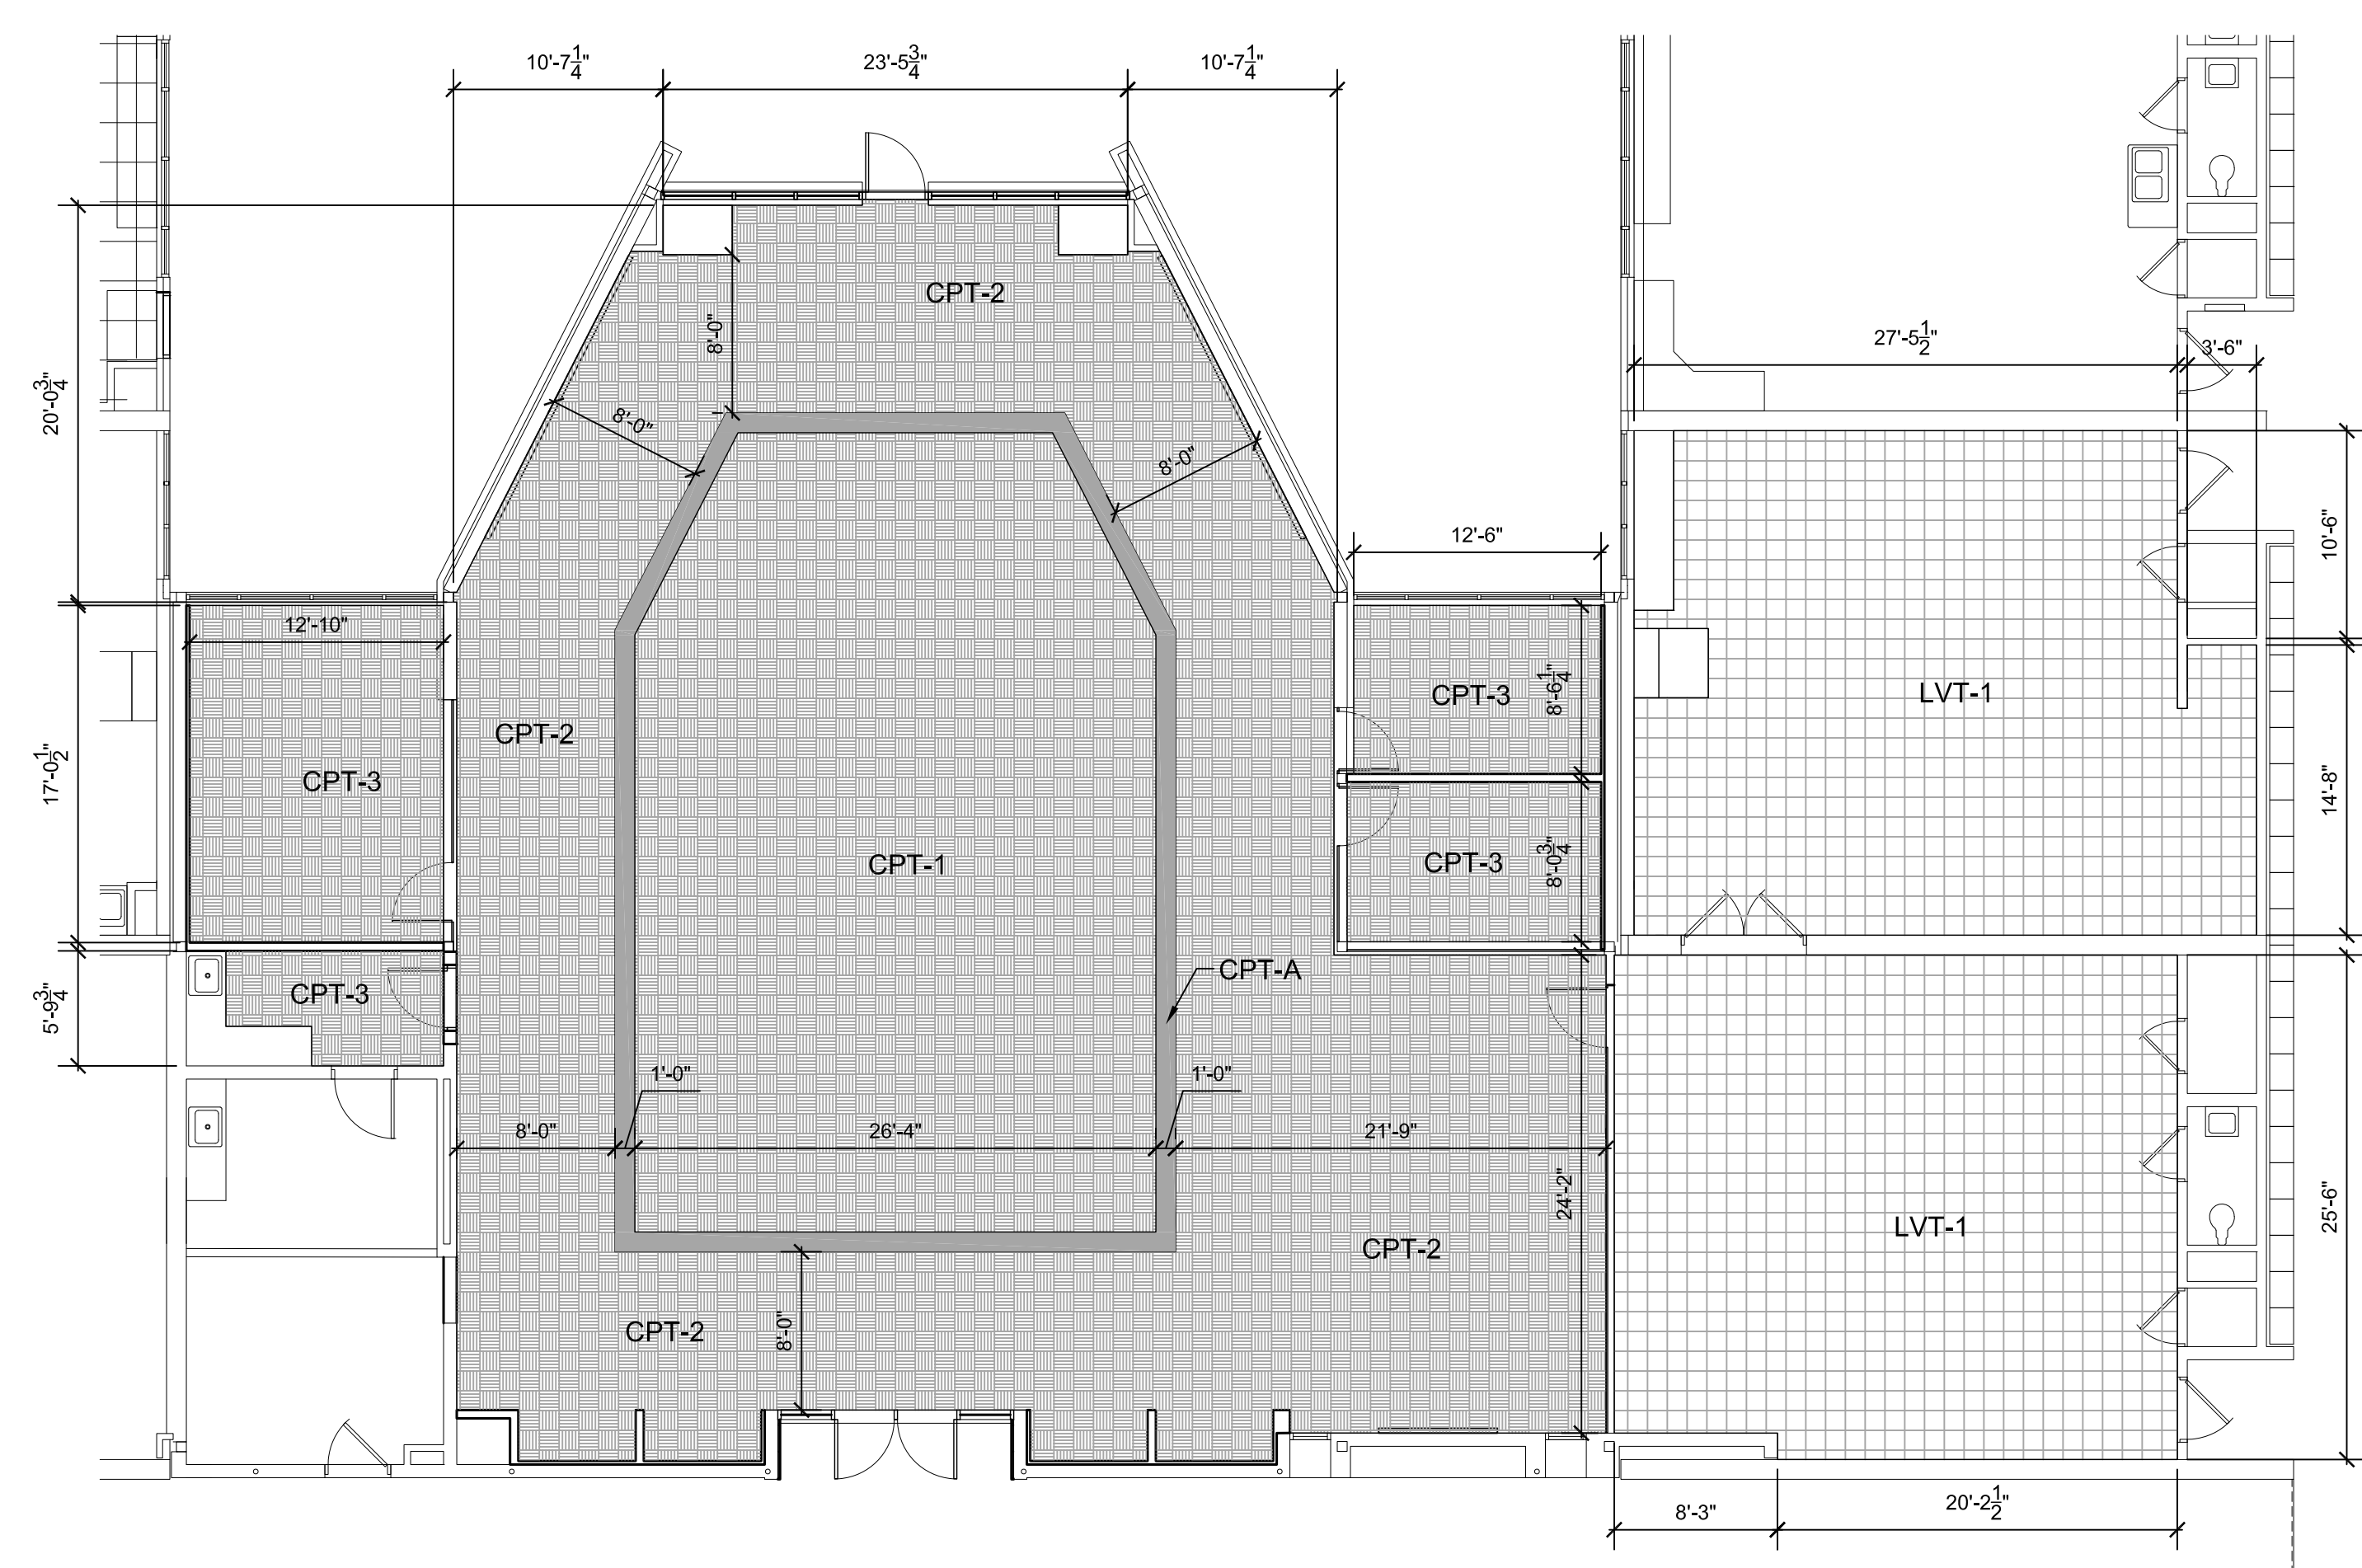 10'-7 1/4"
23'-5 3/4"
10'-7 1/4"
CPT-2
8'-0"
27'-5 1/2"
3'-6"
20'-0 3/4"
8'-0"
8'-0"
12'-6"
10'-6"
12'-10"
CPT-3
8'-6 1/4"
LVT-1
CPT-2
17'-0 1/2"
CPT-3
14'-8"
CPT-1
CPT-3
8'-0 3/4"
CPT-A
CPT-3
5'-9 3/4"
1'-0"
1'-0"
8'-0"
26'-4"
21'-9"
24'-2"
25'-6"
LVT-1
CPT-2
CPT-2
8'-0"
8'-3"
20'-2 1/2"